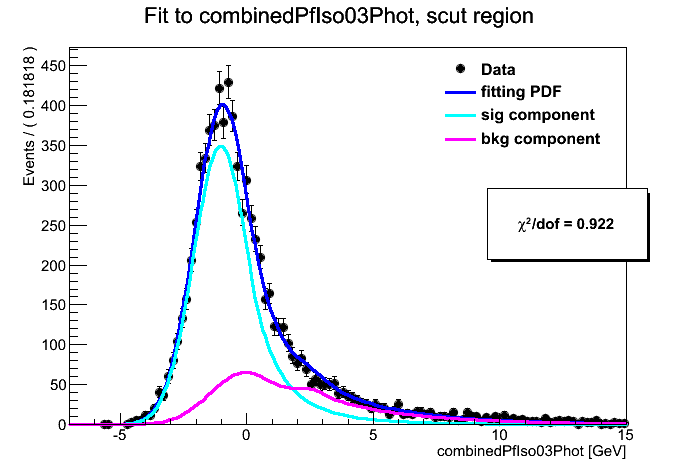 Fit to combinedPfIso03Phot, scut region
Events / ( 0.181818 )
450
400
350
300
250
200
150
100
50
0
Data
fitting PDF
sig component
bkg component
χ²/dof = 0.922
-5 0 5 10 15
combinedPfIso03Phot [GeV]